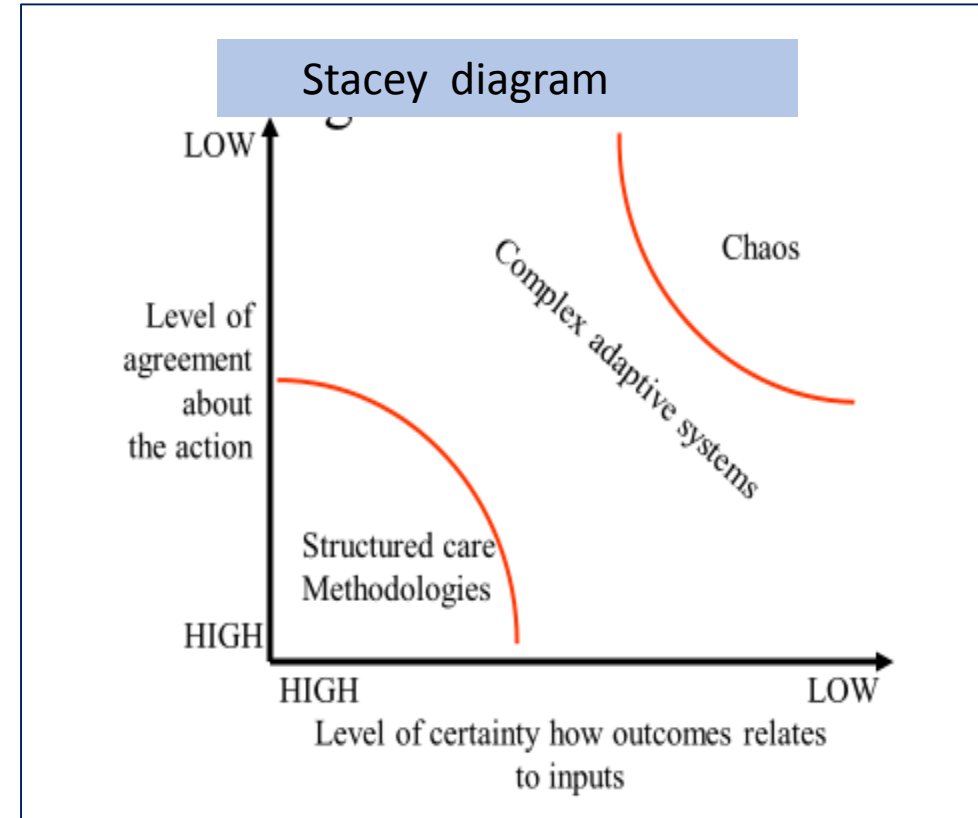 Stacey diagram
LOW
Chaos
Complex adaptive systems
Level of
agreement
about
the action
Structured care
Methodologies
HIGH
HIGH
LOW
Level of certainty how outcomes relates
to inputs